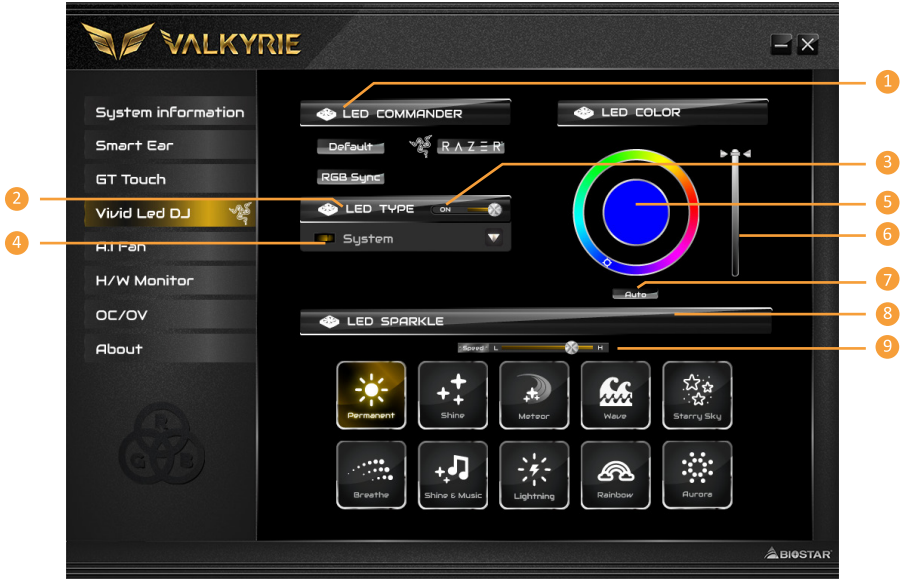 VALKYRIE
1
System information
LED COMMANDER
LED COLOR
Smart Ear
Default
RAZER
3
GT Touch
RGB Sync
2
Vivid Led DJ
LED TYPE
ON
5
4
A.I Fan
System
6
H/W Monitor
7
Auto
OC/OV
LED SPARKLE
8
About
Speed
L
H
9
Permanent
Shine
Meteor
Wave
Starry Sky
R
G
B
Breathe
Shine & Music
Lightning
Rainbow
Aurora
BIOSTAR